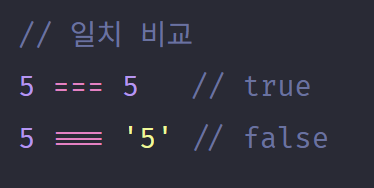 // 일치 비교
5 === 5   // true
5 === '5' // false